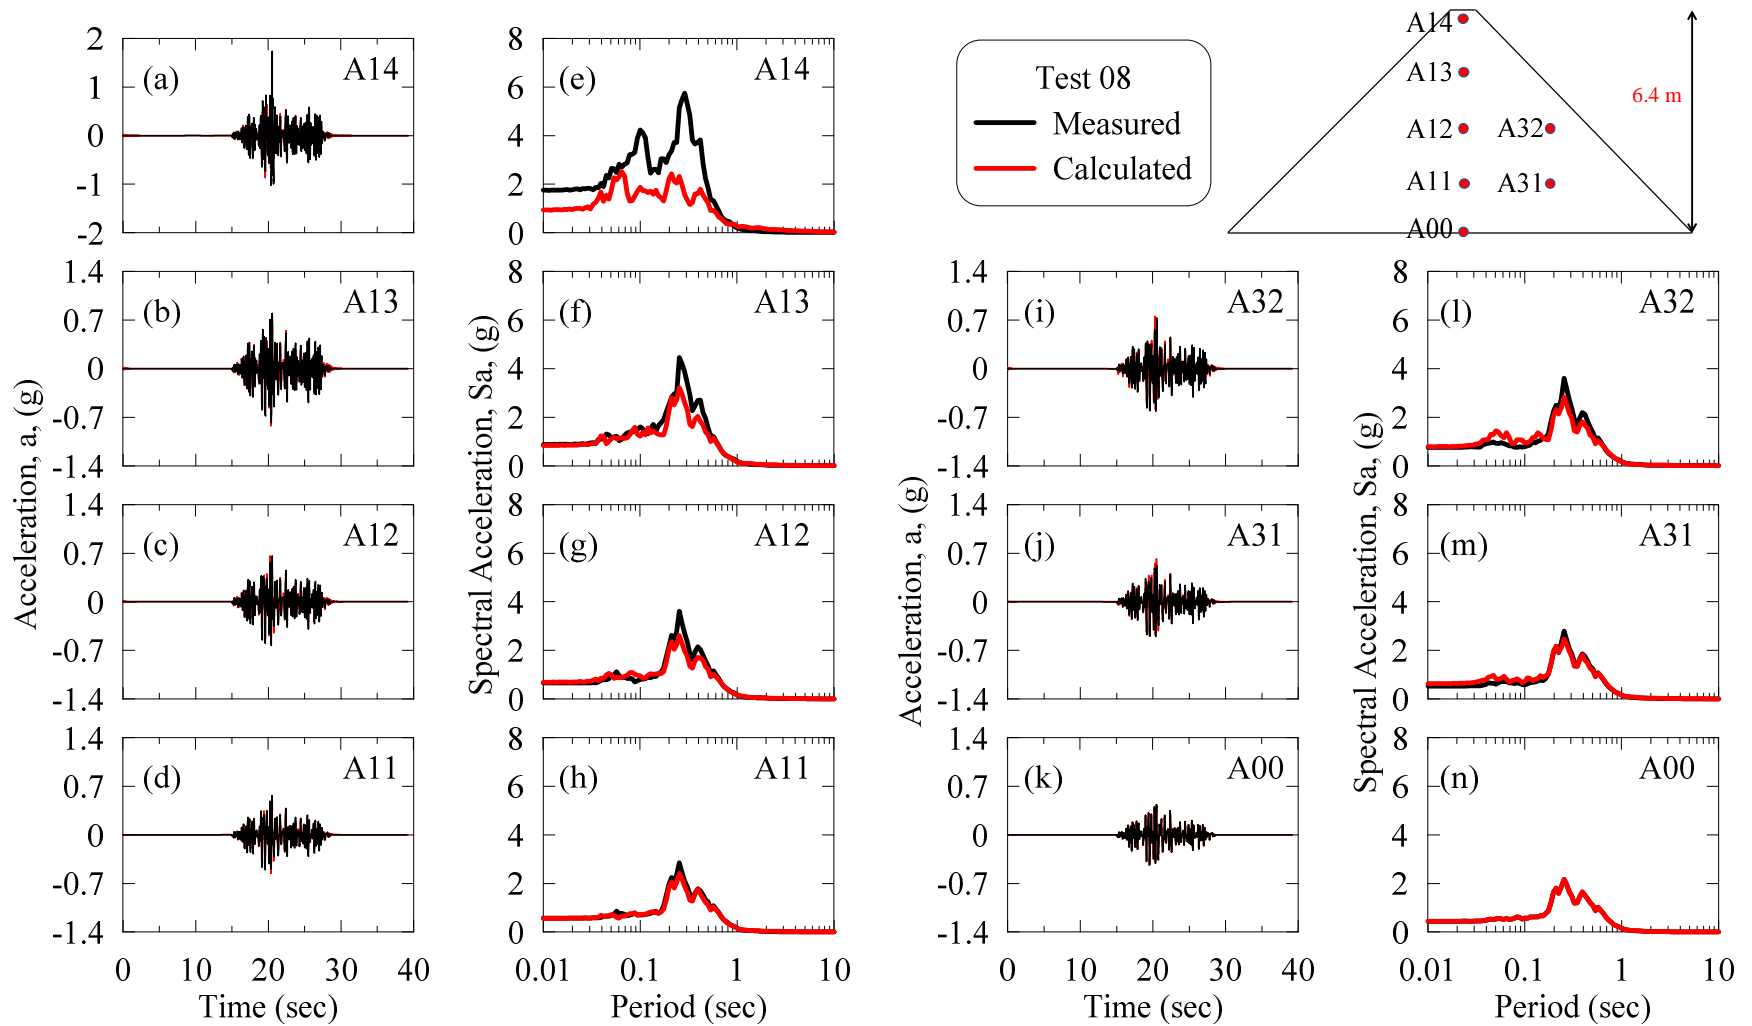 (a) A14
2
1
0
-1
-2
(e) A14
8
6
4
2
0
Test 08
Measured
Calculated
A14
A13
A12 A32
A11 A31
A00
6.4 m
(b) A13
1.4
0.7
0
-0.7
-1.4
(f) A13
8
6
4
2
0
(i) A32
1.4
0.7
0
-0.7
-1.4
(l) A32
8
6
4
2
0
(c) A12
1.4
0.7
0
-0.7
-1.4
(g) A12
8
6
4
2
0
(j) A31
1.4
0.7
0
-0.7
-1.4
(m) A31
8
6
4
2
0
(d) A11
1.4
0.7
0
-0.7
-1.4
0 10 20 30 40
Time (sec)
Acceleration, a, (g)
(h) A11
8
6
4
2
0
0.01 0.1 1 10
Period (sec)
Spectral Acceleration, Sa, (g)
(k) A00
1.4
0.7
0
-0.7
-1.4
0 10 20 30 40
Time (sec)
Acceleration, a, (g)
(n) A00
8
6
4
2
0
0.01 0.1 1 10
Period (sec)
Spectral Acceleration, Sa, (g)